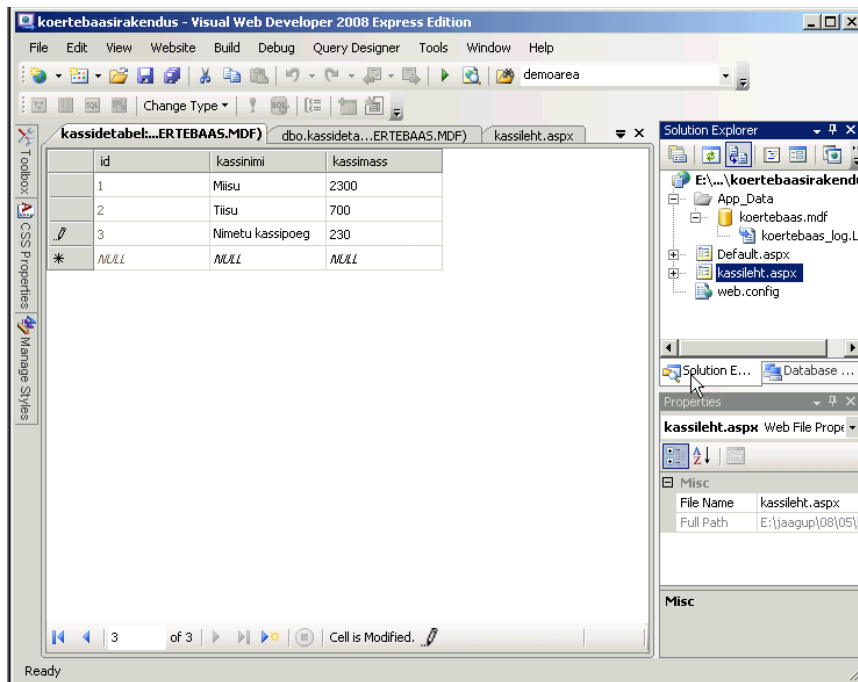 koertebaasirakendus - Visual Web Developer 2008 Express Edition
File Edit View Website Build Debug Query Designer Tools Window Help
demoarea
SQL Change Type SQL
kassidetabel:...ERTEBAAS.MDF) dbo.kassideta...ERTEBAAS.MDF) kassileht.aspx
Toolbox
CSS Properties
Manage Styles
id kassinimi kassimass
1 Miisu 2300
2 Tiisu 700
3 Nimetu kassipoeg 230
NULL NULL NULL
3 of 3 Cell is Modified.
Solution Explorer
E:\...\koertebaasirakendu
App_Data
koertebaas.mdf
koertebaas_log.L
Default.aspx
kassileht.aspx
web.config
Solution E... Database ...
Properties
kassileht.aspx Web File Prope
Misc
File Name kassileht.aspx
Full Path E:\jaagup\08\05\
Misc
Ready